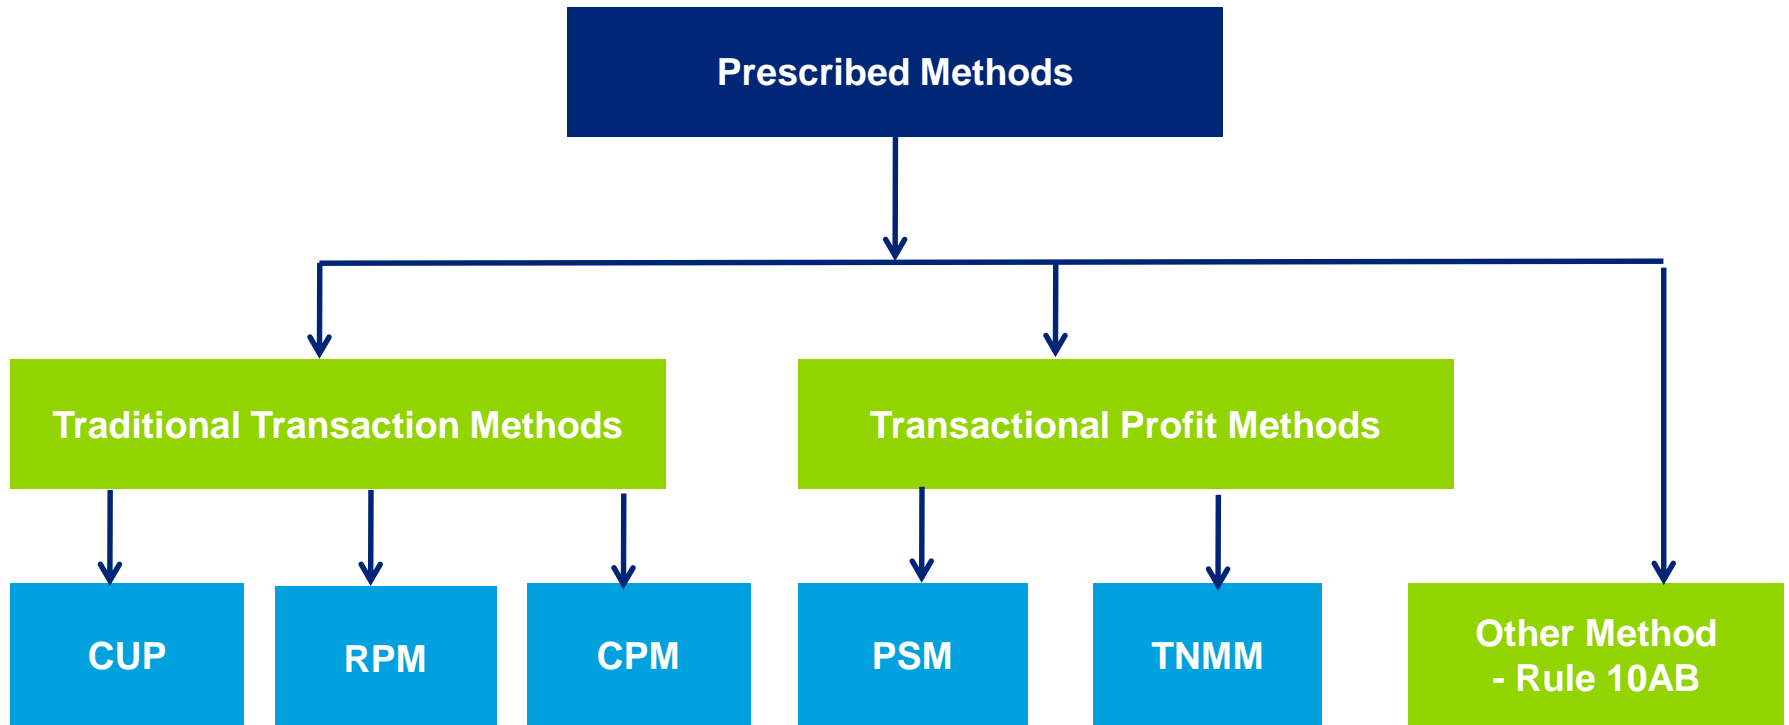 Prescribed Methods
Traditional Transaction Methods
Transactional Profit Methods
CUP
RPM
CPM
PSM
TNMM
Other Method
- Rule 10AB